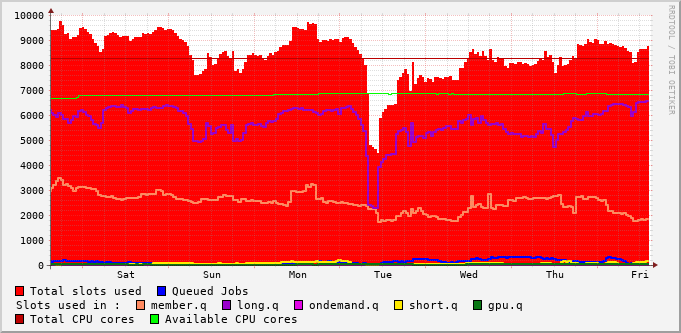 RRDTOOL / TOBI OETIKER
10000
9000
8000
7000
6000
5000
4000
3000
2000
1000
0
Sat Sun Mon Tue Wed Thu Fri
Total slots used Queued Jobs
Slots used in : member.q long.q ondemand.q short.q gpu.q
Total CPU cores Available CPU cores